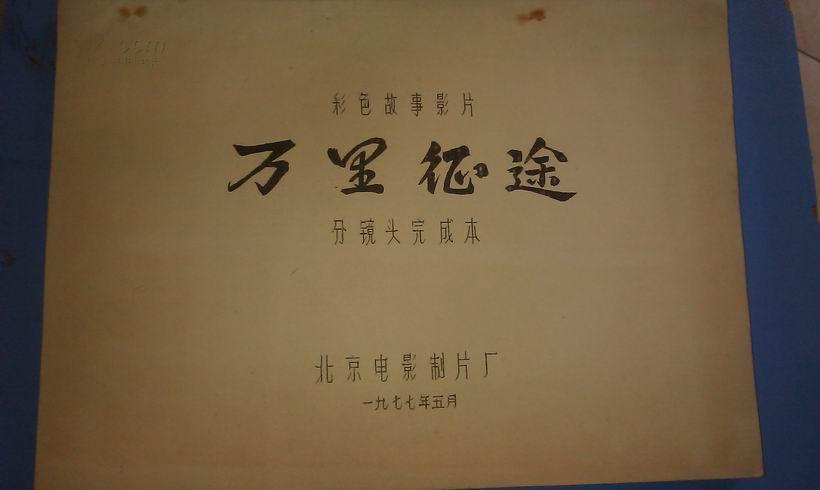 彩色故事影片
万里征途
分镜头完成本
北京电影制片厂
一九七七年五月